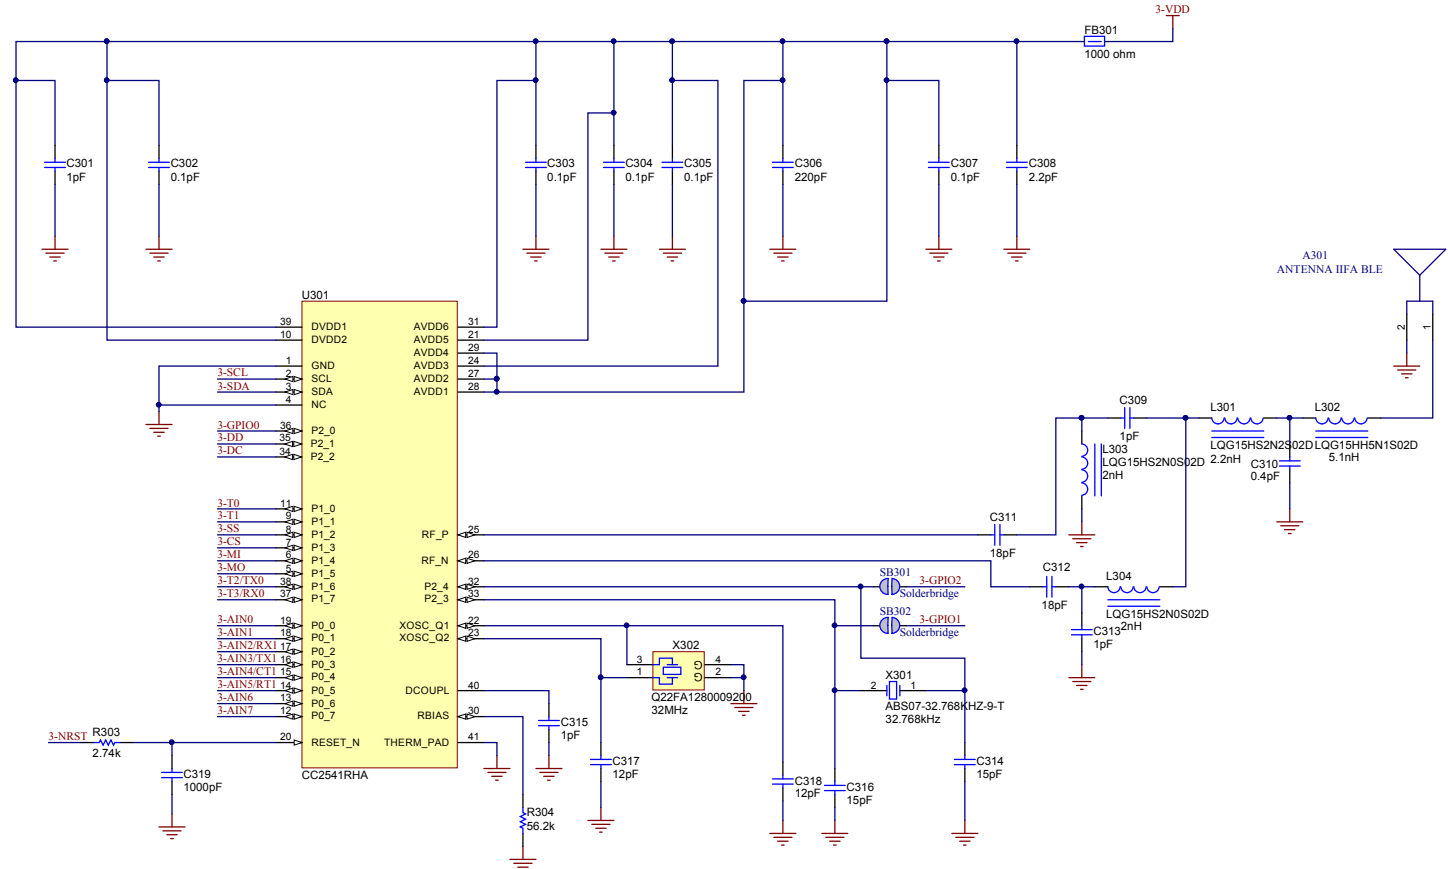 3-VDD
FB301
1000 ohm
C301
1pF
C302
0.1pF
C303
0.1pF
C304
0.1pF
C305
0.1pF
C306
220pF
C307
0.1pF
C308
2.2pF
A301
ANTENNA IIFA BLE
2
1
U301
39 DVDD1
10 DVDD2
1 GND
3-SCL 2 SCL
3-SDA 3 SDA
4 NC
3-GPIO0 36 P2_0
3-DD 35 P2_1
3-DC 34 P2_2
3-T0 11 P1_0
3-T1 9 P1_1
3-SS 8 P1_2
3-CS 7 P1_3
3-MI 6 P1_4
3-MO 5 P1_5
3-T2/TX0 38 P1_6
3-T3/RX0 37 P1_7
3-AIN0 19 P0_0
3-AIN1 18 P0_1
3-AIN2/RX1 17 P0_2
3-AIN3/TX1 16 P0_3
3-AIN4/CT1 15 P0_4
3-AIN5/RT1 14 P0_5
3-AIN6 13 P0_6
3-AIN7 12 P0_7
3-NRST
R303
2.74k
20 RESET_N
C319
1000pF
AVDD6 31
AVDD5 21
AVDD4 29
AVDD3 24
AVDD2 27
AVDD1 28
RF_P 25
RF_N 26
P2_4 32
P2_3 33
XOSC_Q1 22
XOSC_Q2 23
DCOUPL 40
RBIAS 30
THERM_PAD 41
CC2541RHA
C309
1pF
L301
LQG15HS2N2S02D
2.2nH
L302
LQG15HH5N1S02D
5.1nH
L303
LQG15HS2N0S02D
2nH
C310
0.4pF
C311
18pF
C312
18pF
L304
LQG15HS2N0S02D
2nH
C313
1pF
SB301
3-GPIO2
Solderbridge
SB302
3-GPIO1
Solderbridge
X302
3
1
4
2
G
G
Q22FA1280009200
32MHz
X301
2
1
ABS07-32.768KHZ-9-T
32.768kHz
C315
1pF
C317
12pF
C318
12pF
C316
15pF
C314
15pF
R304
56.2k